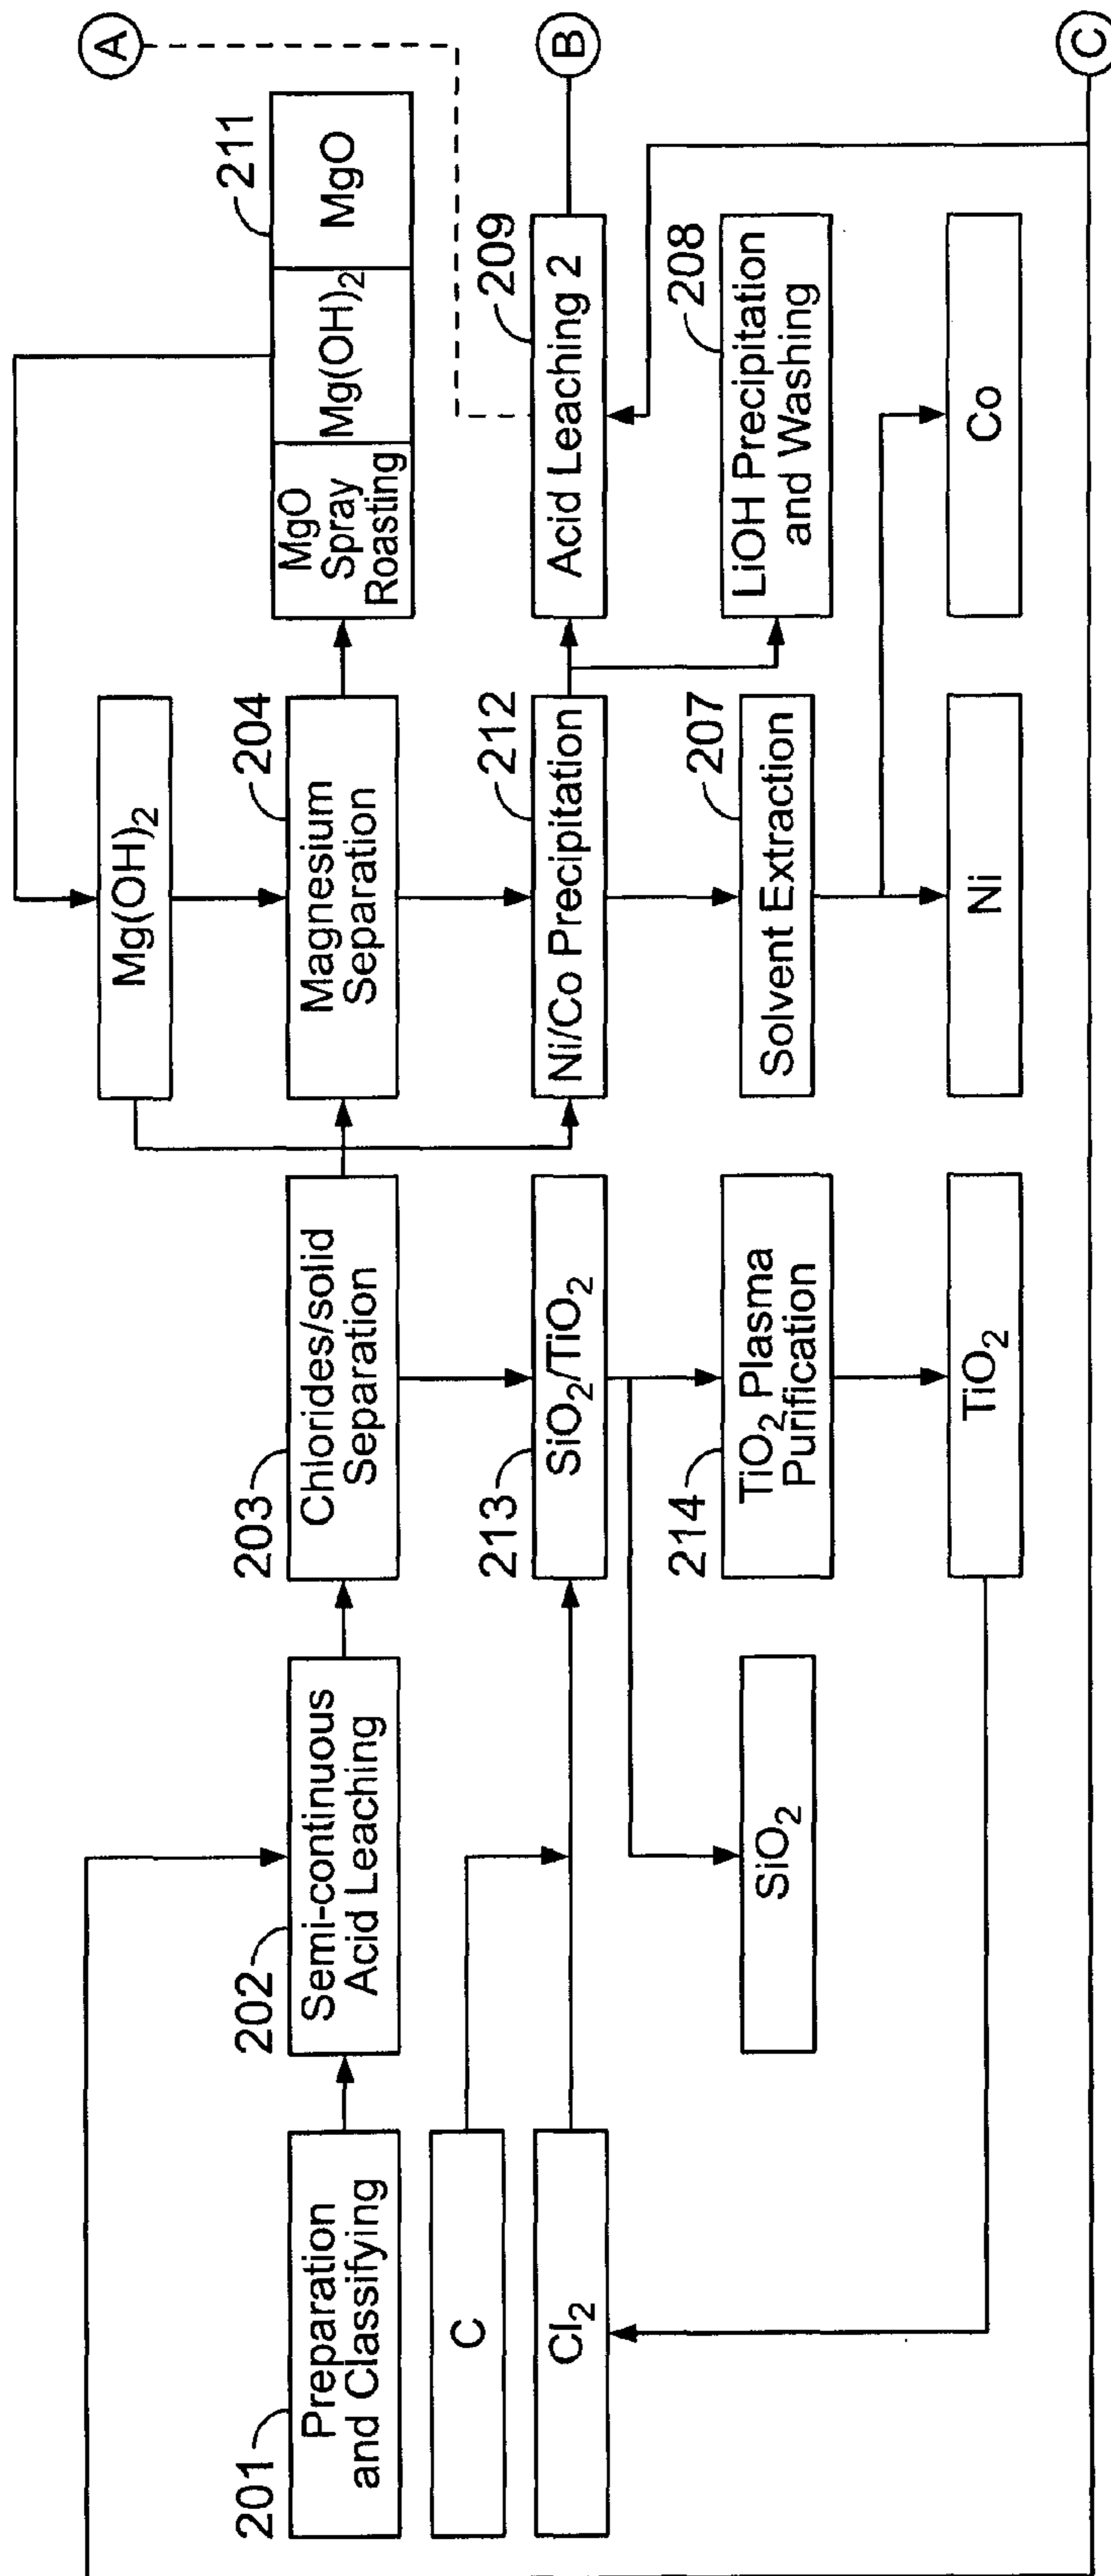 201
Preparation
and Classifying
C
Cl₂
202
Semi-continuous
Acid Leaching
SiO₂
203
Chlorides/solid
Separation
213
SiO₂/TiO₂
214
TiO₂ Plasma
Purification
TiO₂
Mg(OH)₂
204
Magnesium
Separation
212
Ni/Co Precipitation
207
Solvent Extraction
Ni
211
MgO
Spray
Roasting
Mg(OH)₂
MgO
209
Acid Leaching 2
208
LiOH Precipitation
and Washing
Co
A
B
C